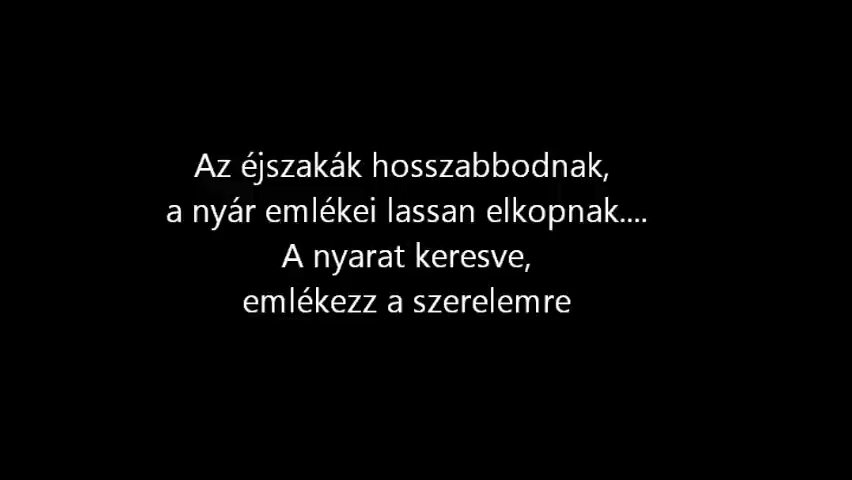 Az éjszakák hosszabbodnak,
a nyár emlékei lassan elkopnak....
A nyarat keresve,
emlékezz a szerelemre